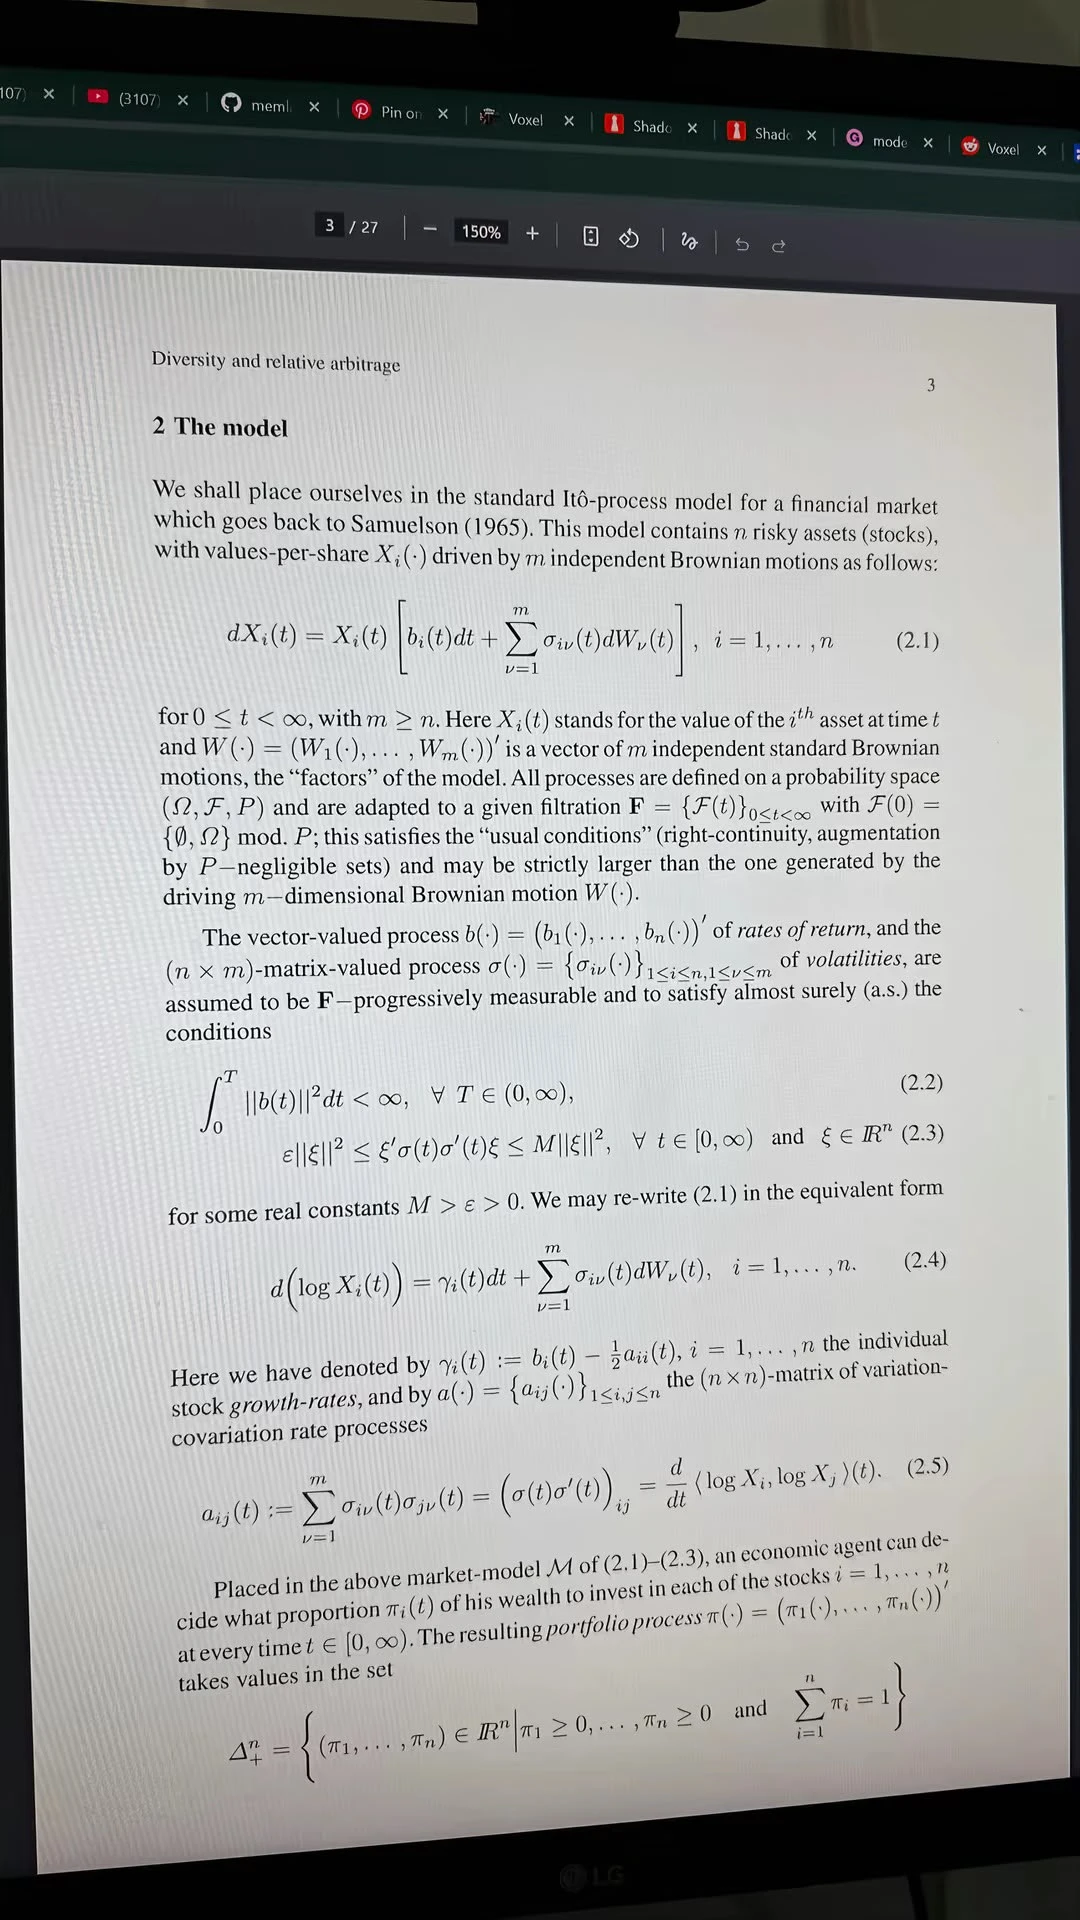 107) × (3107) × meml × Pin on × Voxel × Shado × Shado × mode × Voxel ×
3 / 27 − 150% +
Diversity and relative arbitrage
3
2 The model
We shall place ourselves in the standard Itô-process model for a financial market
which goes back to Samuelson (1965). This model contains n risky assets (stocks),
with values-per-share X_i(·) driven by m independent Brownian motions as follows:
dX_i(t) = X_i(t) [ b_i(t)dt + ∑_{ν=1}^{m} σ_{iν}(t)dW_ν(t) ] , i = 1, . . . , n (2.1)
for 0 ≤ t < ∞, with m ≥ n. Here X_i(t) stands for the value of the i^{th} asset at time t
and W(·) = (W_1(·), . . . , W_m(·))′ is a vector of m independent standard Brownian
motions, the “factors” of the model. All processes are defined on a probability space
(Ω, ℱ, P) and are adapted to a given filtration F = {ℱ(t)}_{0≤t<∞} with ℱ(0) =
{∅, Ω} mod. P; this satisfies the “usual conditions” (right-continuity, augmentation
by P−negligible sets) and may be strictly larger than the one generated by the
driving m−dimensional Brownian motion W(·).
The vector-valued process b(·) = (b_1(·), . . . , b_n(·))′ of rates of return, and the
(n × m)-matrix-valued process σ(·) = {σ_{iν}(·)}_{1≤i≤n,1≤ν≤m} of volatilities, are
assumed to be F−progressively measurable and to satisfy almost surely (a.s.) the
conditions
∫_0^T ||b(t)||² dt < ∞, ∀ T ∈ (0, ∞), (2.2)
ε||ξ||² ≤ ξ′σ(t)σ′(t)ξ ≤ M||ξ||², ∀ t ∈ [0, ∞) and ξ ∈ ℝⁿ (2.3)
for some real constants M > ε > 0. We may re-write (2.1) in the equivalent form
d(log X_i(t)) = γ_i(t)dt + ∑_{ν=1}^{m} σ_{iν}(t)dW_ν(t), i = 1, . . . , n. (2.4)
Here we have denoted by γ_i(t) := b_i(t) − ½a_{ii}(t), i = 1, . . . , n the individual
stock growth-rates, and by a(·) = {a_{ij}(·)}_{1≤i,j≤n} the (n × n)-matrix of variation-
covariation rate processes
a_{ij}(t) := ∑_{ν=1}^{m} σ_{iν}(t)σ_{jν}(t) = (σ(t)σ′(t))_{ij} = d/dt ⟨log X_i, log X_j⟩(t). (2.5)
Placed in the above market-model ℳ of (2.1)–(2.3), an economic agent can de-
cide what proportion π_i(t) of his wealth to invest in each of the stocks i = 1, . . . , n
at every time t ∈ [0, ∞). The resulting portfolio process π(·) = (π_1(·), . . . , π_n(·))′
takes values in the set
Δ_+^n = { (π_1, . . . , π_n) ∈ ℝⁿ | π_1 ≥ 0, . . . , π_n ≥ 0 and ∑_{i=1}^{n} π_i = 1 }
LG